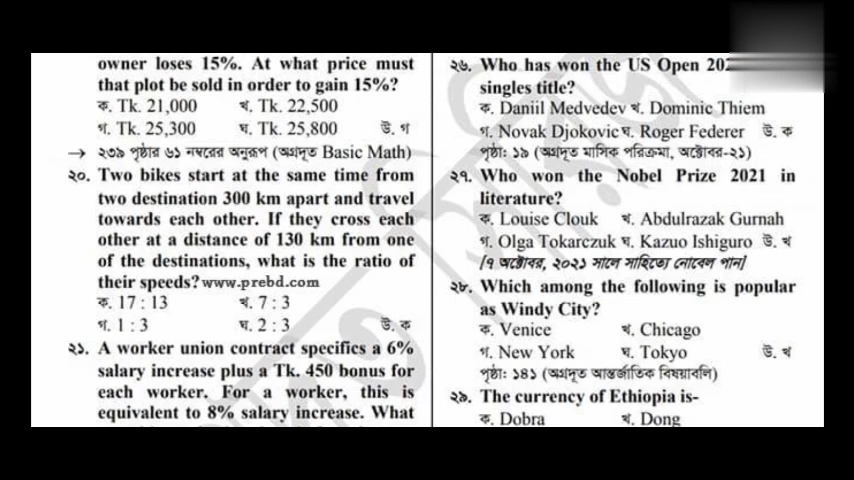 owner loses 15%. At what price must
that plot be sold in order to gain 15%?
ক. Tk. 21,000 খ. Tk. 22,500
গ. Tk. 25,300 ঘ. Tk. 25,800 উ. গ
→ ২৩৯ পৃষ্ঠার ৬১ নম্বরের অনুরূপ (অগ্রদূত Basic Math)
২০. Two bikes start at the same time from
two destination 300 km apart and travel
towards each other. If they cross each
other at a distance of 130 km from one
of the destinations, what is the ratio of
their speeds? www.prebd.com
ক. 17 : 13 খ. 7 : 3
গ. 1 : 3 ঘ. 2 : 3 উ. ক
২১. A worker union contract specifies a 6%
salary increase plus a Tk. 450 bonus for
each worker. For a worker, this is
equivalent to 8% salary increase. What
২৬. Who has won the US Open
singles title?
ক. Daniil Medvedev খ. Dominic Thiem
গ. Novak Djokovic ঘ. Roger Federer উ. ক
পৃষ্ঠা: ১৯ (অগ্রদূত মাসিক পরিক্রমা, অক্টোবর-২১)
২৭. Who won the Nobel Prize 2021 in
literature?
ক. Louise Clouk খ. Abdulrazak Gurnah
গ. Olga Tokarczuk ঘ. Kazuo Ishiguro উ. খ
[৭ অক্টোবর, ২০২১ সালে সাহিত্যে নোবেল পান]
২৮. Which among the following is popular
as Windy City?
ক. Venice খ. Chicago
গ. New York ঘ. Tokyo উ. খ
পৃষ্ঠা: ১৪১ (অগ্রদূত আন্তর্জাতিক বিষয়াবলি)
২৯. The currency of Ethiopia is-
ক. Dobra খ. Dong